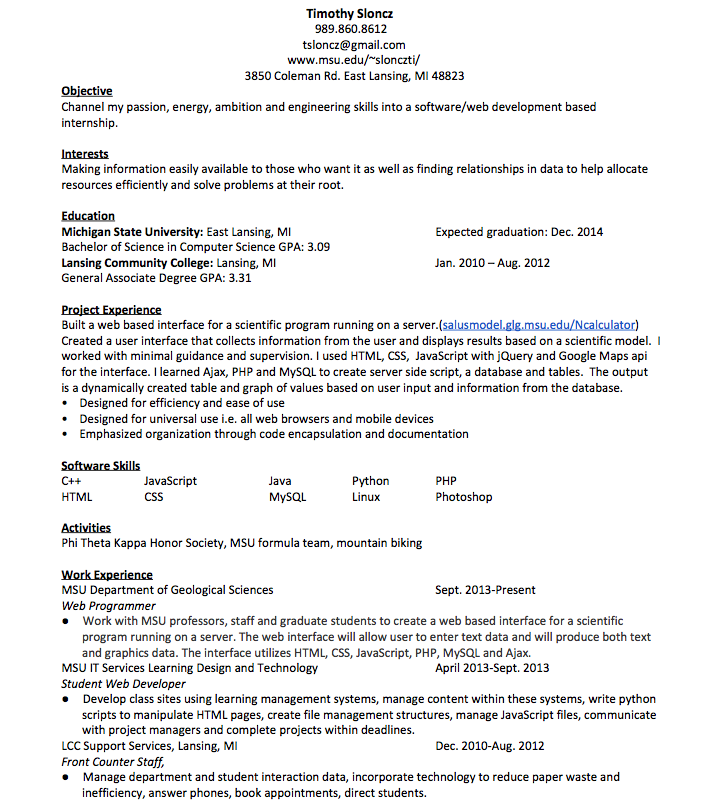 Timothy Sloncz
989.860.8612
tsloncz@gmail.com
www.msu.edu/~slonczti/
3850 Coleman Rd. East Lansing, MI 48823
Objective
Channel my passion, energy, ambition and engineering skills into a software/web development based
internship.
Interests
Making information easily available to those who want it as well as finding relationships in data to help allocate
resources efficiently and solve problems at their root.
Education
Michigan State University: East Lansing, MI Expected graduation: Dec. 2014
Bachelor of Science in Computer Science GPA: 3.09
Lansing Community College: Lansing, MI Jan. 2010 – Aug. 2012
General Associate Degree GPA: 3.31
Project Experience
Built a web based interface for a scientific program running on a server.(salusmodel.glg.msu.edu/Ncalculator)
Created a user interface that collects information from the user and displays results based on a scientific model. I
worked with minimal guidance and supervision. I used HTML, CSS, JavaScript with jQuery and Google Maps api
for the interface. I learned Ajax, PHP and MySQL to create server side script, a database and tables. The output
is a dynamically created table and graph of values based on user input and information from the database.
• Designed for efficiency and ease of use
• Designed for universal use i.e. all web browsers and mobile devices
• Emphasized organization through code encapsulation and documentation
Software Skills
C++ JavaScript Java Python PHP
HTML CSS MySQL Linux Photoshop
Activities
Phi Theta Kappa Honor Society, MSU formula team, mountain biking
Work Experience
MSU Department of Geological Sciences Sept. 2013-Present
Web Programmer
● Work with MSU professors, staff and graduate students to create a web based interface for a scientific
program running on a server. The web interface will allow user to enter text data and will produce both text
and graphics data. The interface utilizes HTML, CSS, JavaScript, PHP, MySQL and Ajax.
MSU IT Services Learning Design and Technology April 2013-Sept. 2013
Student Web Developer
● Develop class sites using learning management systems, manage content within these systems, write python
scripts to manipulate HTML pages, create file management structures, manage JavaScript files, communicate
with project managers and complete projects within deadlines.
LCC Support Services, Lansing, MI Dec. 2010-Aug. 2012
Front Counter Staff,
● Manage department and student interaction data, incorporate technology to reduce paper waste and
inefficiency, answer phones, book appointments, direct students.